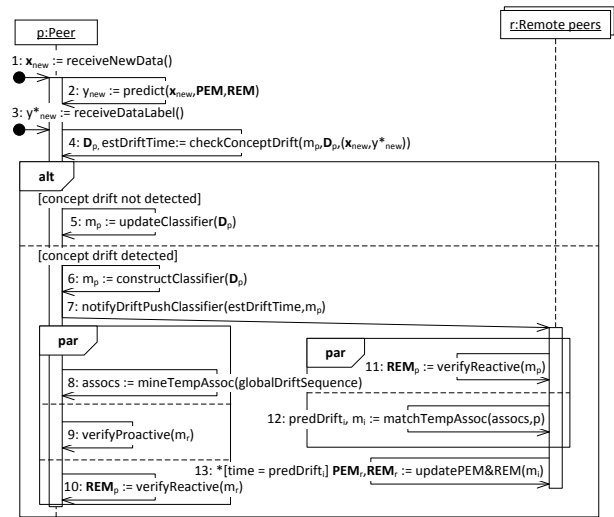 p:Peer
r:Remote peers
1: xnew := receiveNewData()
2: ynew := predict(xnew,PEM,REM)
3: y*new := receiveDataLabel()
4: Dp, estDriftTime:= checkConceptDrift(mp,Dp,(xnew,y*new))
alt
[concept drift not detected]
5: mp := updateClassifier(Dp)
[concept drift detected]
6: mp := constructClassifier(Dp)
7: notifyDriftPushClassifier(estDriftTime,mp)
par
par
11: REMp := verifyReactive(mp)
8: assocs := mineTempAssoc(globalDriftSequence)
12: predDrifti, mi := matchTempAssoc(assocs,p)
9: verifyProactive(mr)
13: *[time = predDrifti] PEMr,REMr := updatePEM&REM(mi)
10: REMp := verifyReactive(mr)